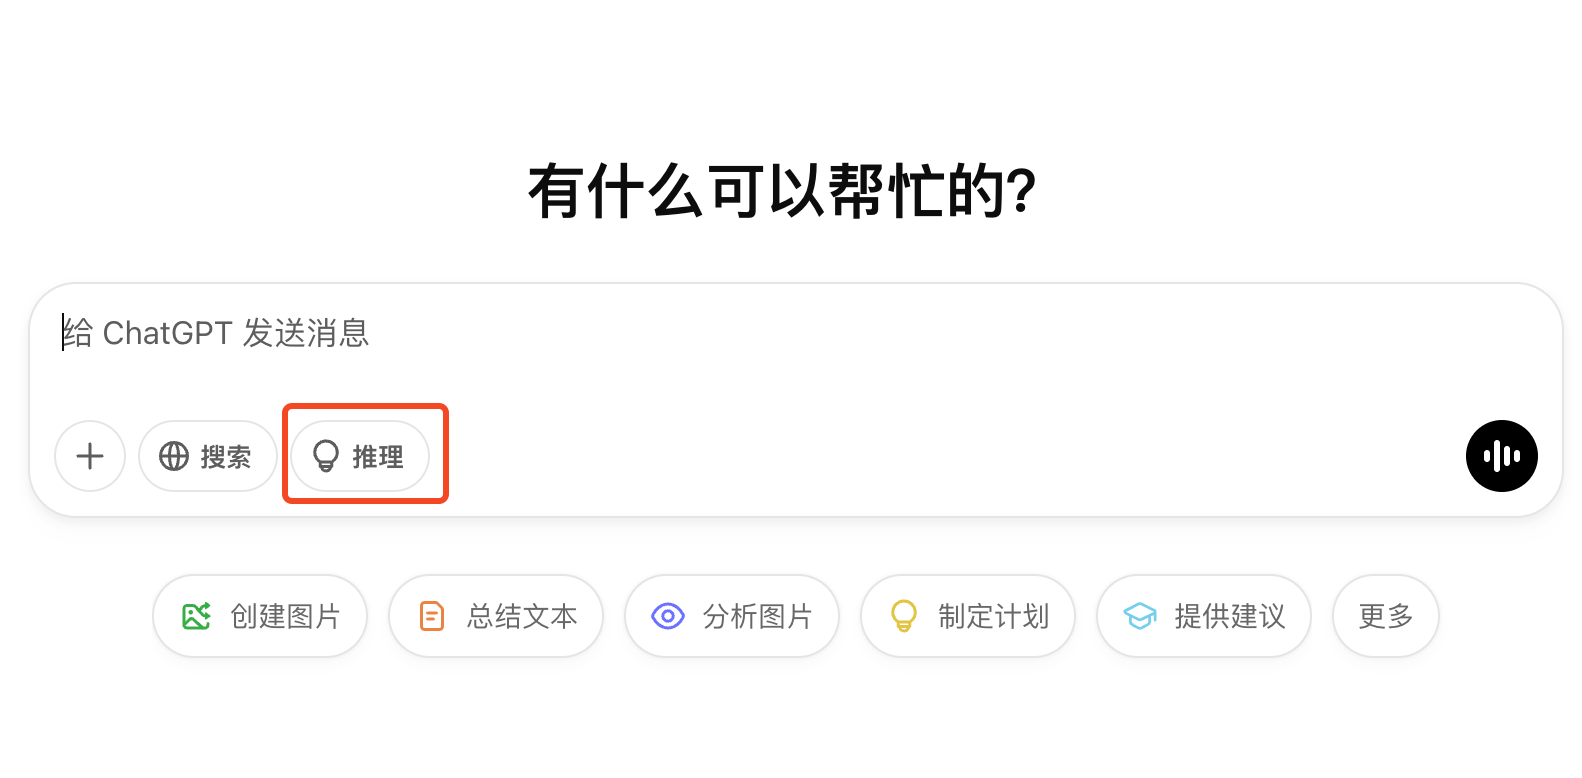 有什么可以帮忙的?
给 ChatGPT 发送消息
搜索 推理
创建图片 总结文本 分析图片 制定计划 提供建议 更多